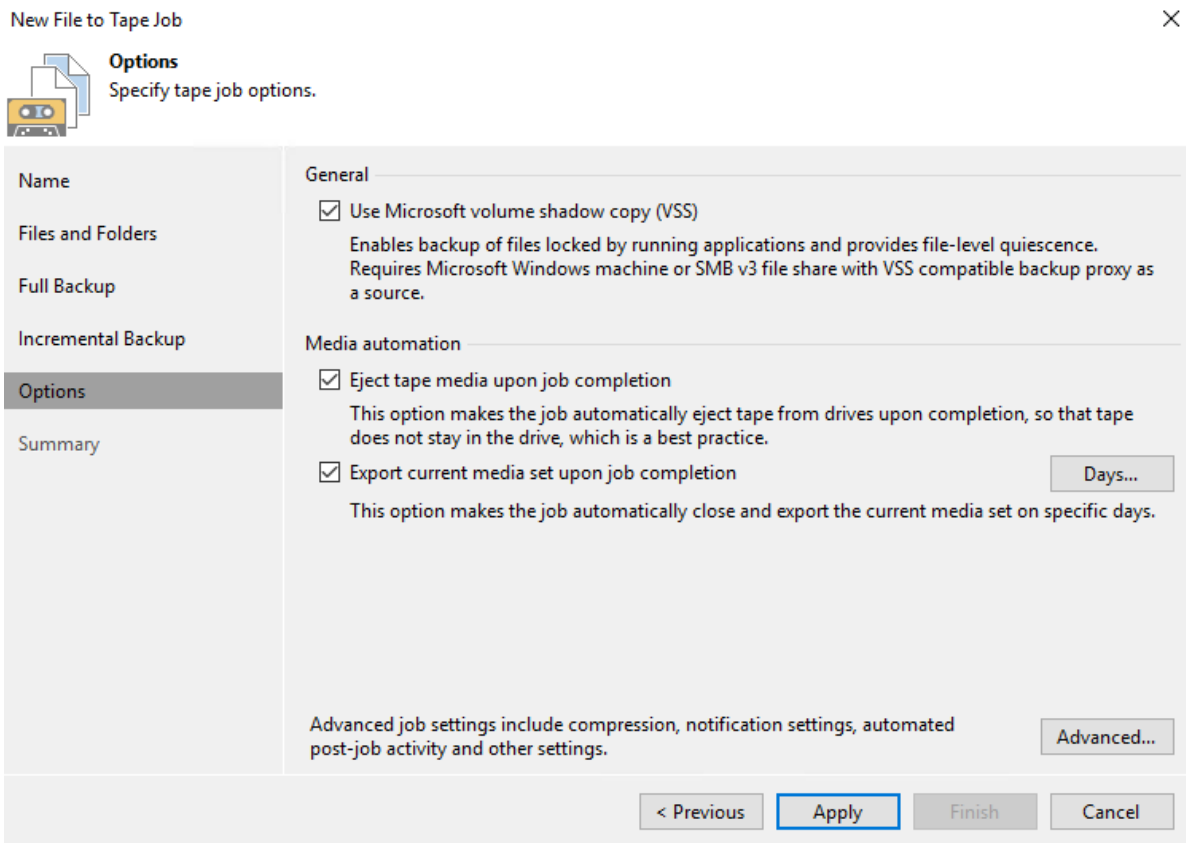 New File to Tape Job
Options
Specify tape job options.
Name
Files and Folders
Full Backup
Incremental Backup
Options
Summary
General
Use Microsoft volume shadow copy (VSS)
Enables backup of files locked by running applications and provides file-level quiescence.
Requires Microsoft Windows machine or SMB v3 file share with VSS compatible backup proxy as
a source.
Media automation
Eject tape media upon job completion
This option makes the job automatically eject tape from drives upon completion, so that tape
does not stay in the drive, which is a best practice.
Export current media set upon job completion
Days...
This option makes the job automatically close and export the current media set on specific days.
Advanced job settings include compression, notification settings, automated
post-job activity and other settings.
Advanced...
< Previous
Apply
Finish
Cancel